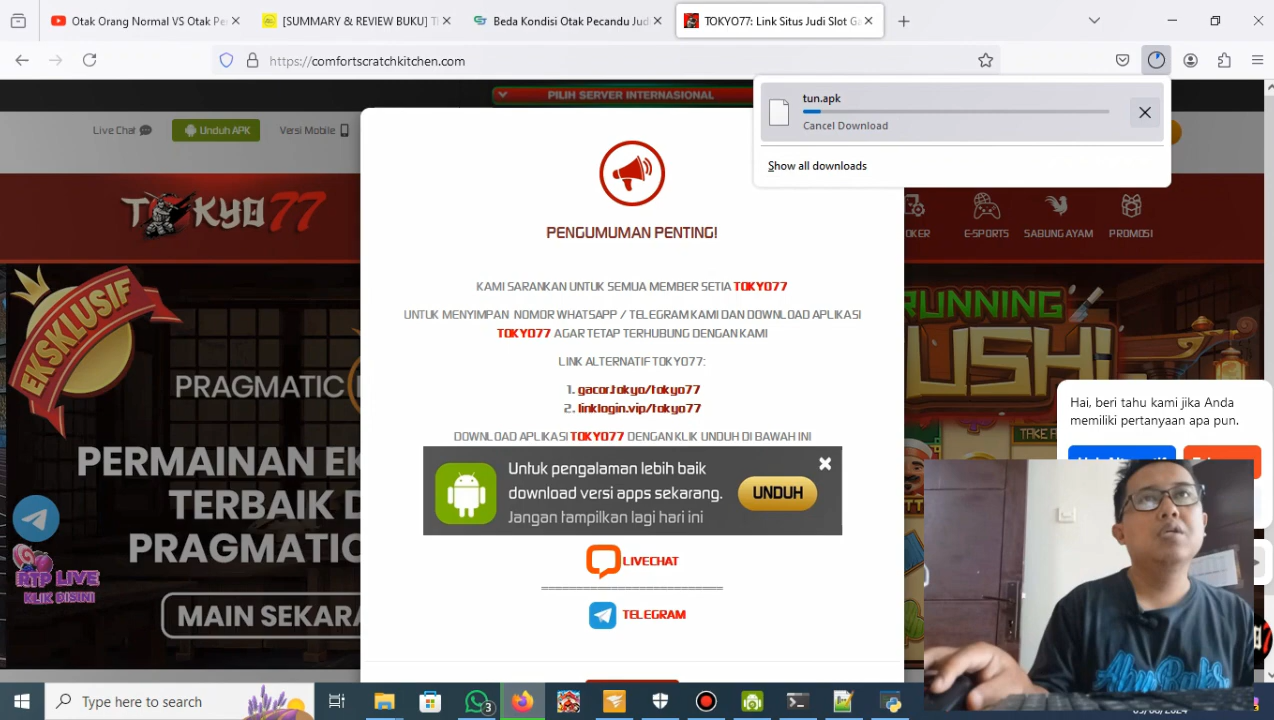 Otak Orang Normal VS Otak Pe
[SUMMARY & REVIEW BUKU] T
Beda Kondisi Otak Pecandu Jud
TOKYO77: Link Situs Judi Slot Ga
https://comfortscratchkitchen.com
tun.apk
Cancel Download
Show all downloads
PILIH SERVER INTERNASIONAL
Live Chat
Unduh APK
Versi Mobile
TOKYO77
OKER
E-SPORTS
SABUNG AYAM
PROMOSI
PENGUMUMAN PENTING!
KAMI SARANKAN UNTUK SEMUA MEMBER SETIA TOKYO77
UNTUK MENYIMPAN NOMOR WHATSAPP / TELEGRAM KAMI DAN DOWNLOAD APLIKASI
TOKYO77 AGAR TETAP TERHUBUNG DENGAN KAMI
LINK ALTERNATIF TOKYO77:
1. gacor.tokyo/tokyo77
2. linklogin.vip/tokyo77
DOWNLOAD APLIKASI TOKYO77 DENGAN KLIK UNDUH DI BAWAH INI
Untuk pengalaman lebih baik
download versi apps sekarang.
Jangan tampilkan lagi hari ini
UNDUH
LIVECHAT
==========================
TELEGRAM
EKSKLUSIF
PRAGMATIC
PERMAINAN EK
TERBAIK D
PRAGMATIC
MAIN SEKARA
RTP LIVE
KLIK DISINI
RUNNING
USHI
TAKE
Hai, beri tahu kami jika Anda
memiliki pertanyaan apa pun.
Type here to search
3